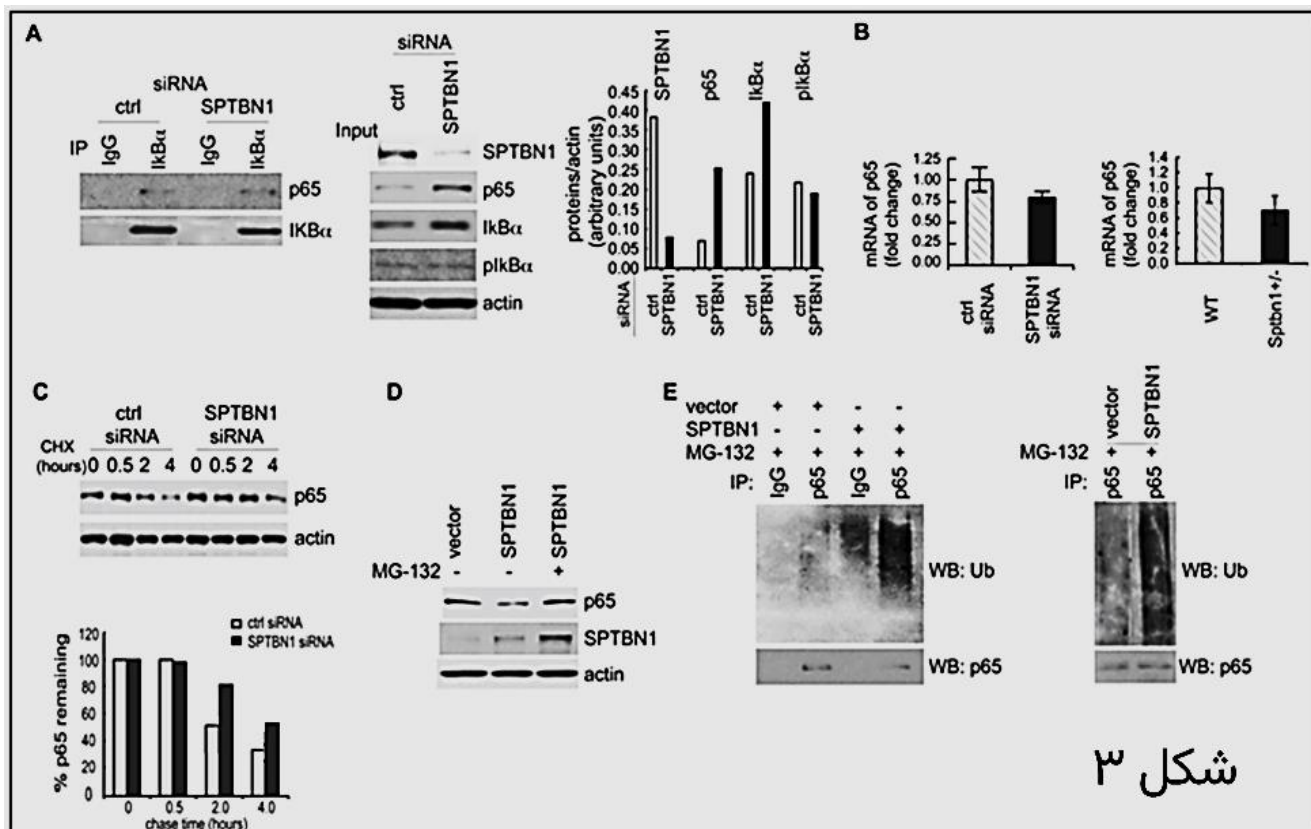 A
siRNA
ctrl SPTBN1
IP IgG IkBα IgG IkBα
p65
IKBα
siRNA
ctrl SPTBN1
Input
SPTBN1
p65
IkBα
pIkBα
actin
SPTBN1 p65 IkBα pIkBα
proteins/actin
(arbitrary units)
0.45
0.40
0.35
0.30
0.25
0.20
0.15
0.10
0.05
0.00
siRNA
ctrl SPTBN1 ctrl SPTBN1 ctrl SPTBN1 ctrl SPTBN1
B
mRNA of p65
(fold change)
1.25
1.00
0.75
0.50
0.25
0.00
ctrl siRNA
SPTBN1 siRNA
mRNA of p65
(fold change)
1.4
1.2
1.0
0.8
0.6
0.4
0.2
0.0
WT
Sptbn1+/-
C
ctrl siRNA
SPTBN1 siRNA
CHX
(hours) 0 0.5 2 4 0 0.5 2 4
p65
actin
ctrl siRNA
SPTBN1 siRNA
% p65 remaining
120
100
80
60
40
20
0
0 0.5 2.0 4.0
chase time (hours)
D
vector SPTBN1 SPTBN1
MG-132 - - +
p65
SPTBN1
actin
E
vector + + - -
SPTBN1 - - + +
MG-132 + + + +
IP: IgG p65 IgG p65
WB: Ub
WB: p65
vector SPTBN1
MG-132 + +
IP: p65 p65
WB: Ub
WB: p65
شکل ۳